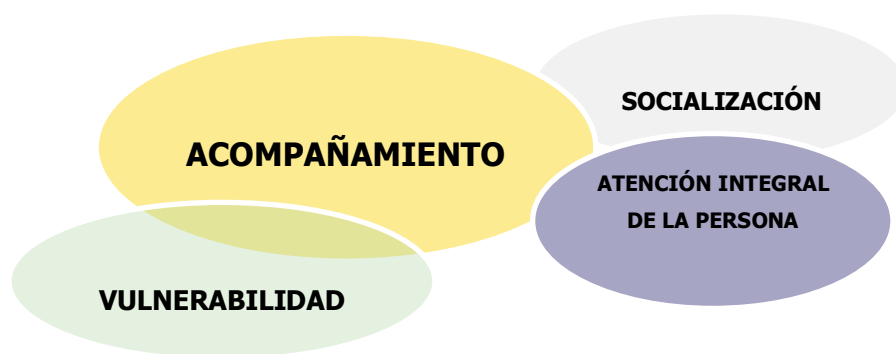 SOCIALIZACIÓN
ACOMPAÑAMIENTO
ATENCIÓN INTEGRAL
DE LA PERSONA
VULNERABILIDAD